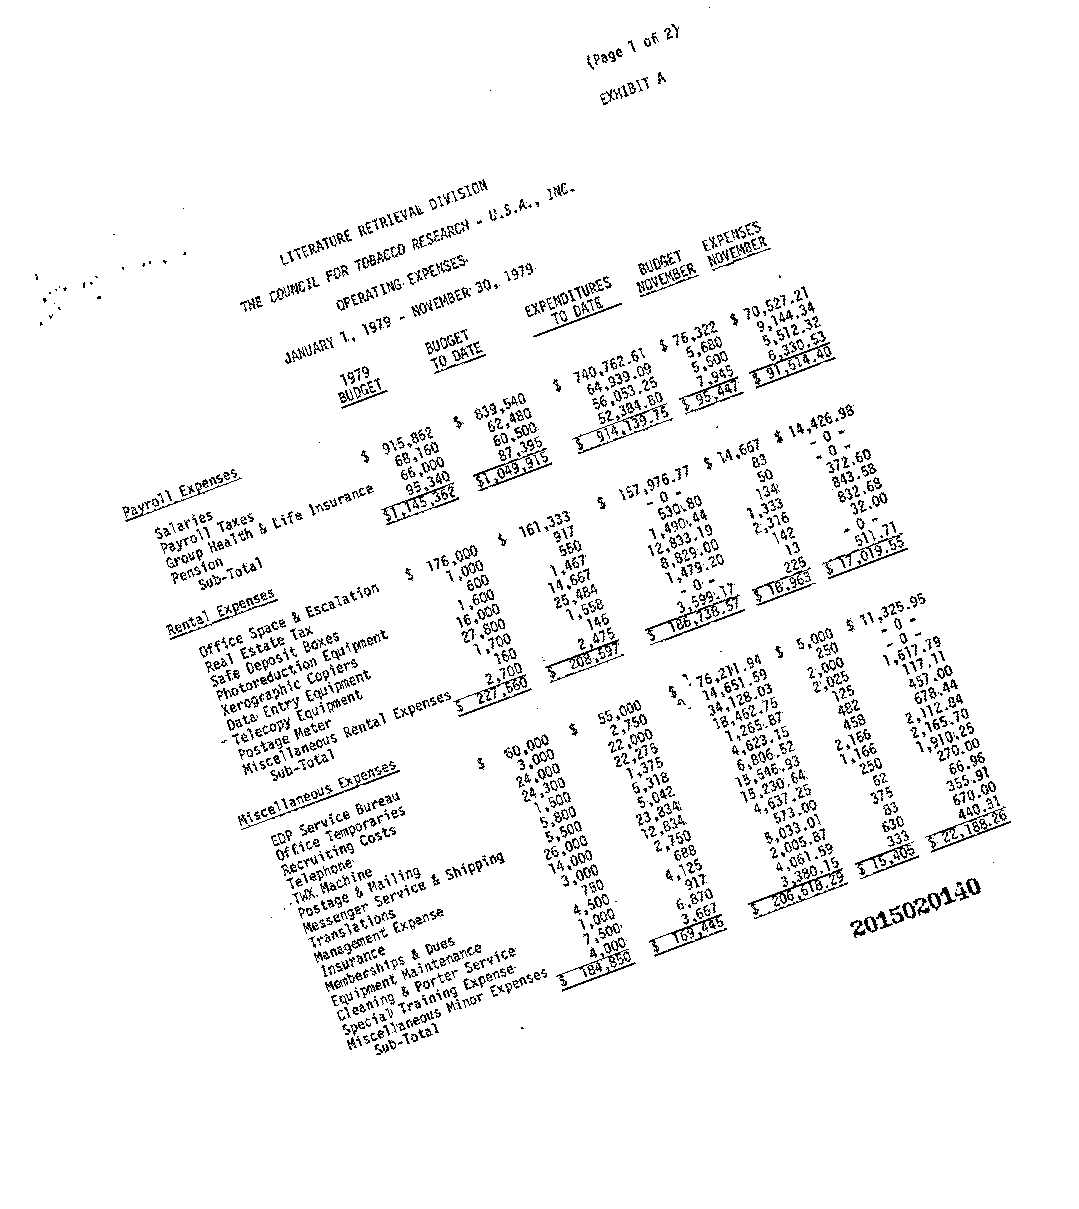 (Page 1 of 2)
EXHIBIT A
LITERATURE RETRIEVAL DIVISION
THE COUNCIL FOR TOBACCO RESEARCH - U.S.A., INC.
OPERATING EXPENSES
JANUARY 1, 1979 - NOVEMBER 30, 1979
1979 BUDGET EXPENDITURES BUDGET EXPENSES
BUDGET TO DATE TO DATE NOVEMBER NOVEMBER
Payroll Expenses
Salaries $ 915,862 $ 839,540 $ 740,762.61 $ 76,322 $ 70,527.21
Payroll Taxes 68,160 62,480 64,939.09 5,680 9,144.34
Group Health & Life Insurance 66,000 60,500 56,053.25 5,500 5,512.32
Pension 95,340 87,395 52,384.80 7,945 6,330.53
Sub-Total $1,145,362 $1,049,915 $ 914,139.75 $ 95,447 $ 91,514.40
Rental Expenses
Office Space & Escalation $ 176,000 $ 161,333 $ 157,976.77 $ 14,667 $ 14,426.98
Real Estate Tax 1,000 917 - 0 - 83 - 0 -
Safe Deposit Boxes 600 550 530.80 50 - 0 -
Photoreduction Equipment 1,600 1,467 1,490.44 134 372.60
Xerographic Copiers 16,000 14,667 12,833.19 1,333 843.58
Data Entry Equipment 27,800 25,484 8,829.00 2,316 832.68
Telecopy Equipment 1,700 1,558 1,479.20 142 32.00
Postage Meter 160 146 - 0 - 13 - 0 -
Miscellaneous Rental Expenses 2,700 2,475 3,599.17 225 511.71
Sub-Total $ 227,560 $ 208,597 $ 186,738.57 $ 18,963 $ 17,019.55
Miscellaneous Expenses
EDP Service Bureau $ 60,000 $ 55,000 $ 76,211.94 $ 5,000 $ 11,325.95
Office Temporaries 3,000 2,750 14,651.59 250 - 0 -
Recruiting Costs 24,000 22,000 34,128.03 2,000 - 0 -
Telephone 24,300 22,275 18,462.75 2,025 1,617.79
TWX Machine 1,500 1,375 1,265.87 125 117.11
Postage & Mailing 5,800 5,318 4,623.15 482 457.00
Messenger Service & Shipping 5,500 5,042 6,806.52 458 678.44
Translations 26,000 23,834 15,546.93 2,166 2,112.84
Management Expense 14,000 12,834 15,230.64 1,166 2,165.70
Insurance 3,000 2,750 4,637.25 250 1,910.25
Memberships & Dues 750 688 573.00 62 270.00
Equipment Maintenance 4,500 4,125 5,033.01 375 66.96
Cleaning & Porter Service 1,000 917 2,005.87 83 355.91
Special Training Expense 7,500 6,870 4,061.59 630 670.00
Miscellaneous Minor Expenses 4,000 3,667 3,380.15 333 440.31
Sub-Total $ 184,850 $ 169,445 $ 206,618.29 $ 15,405 $ 22,188.26
2015020140